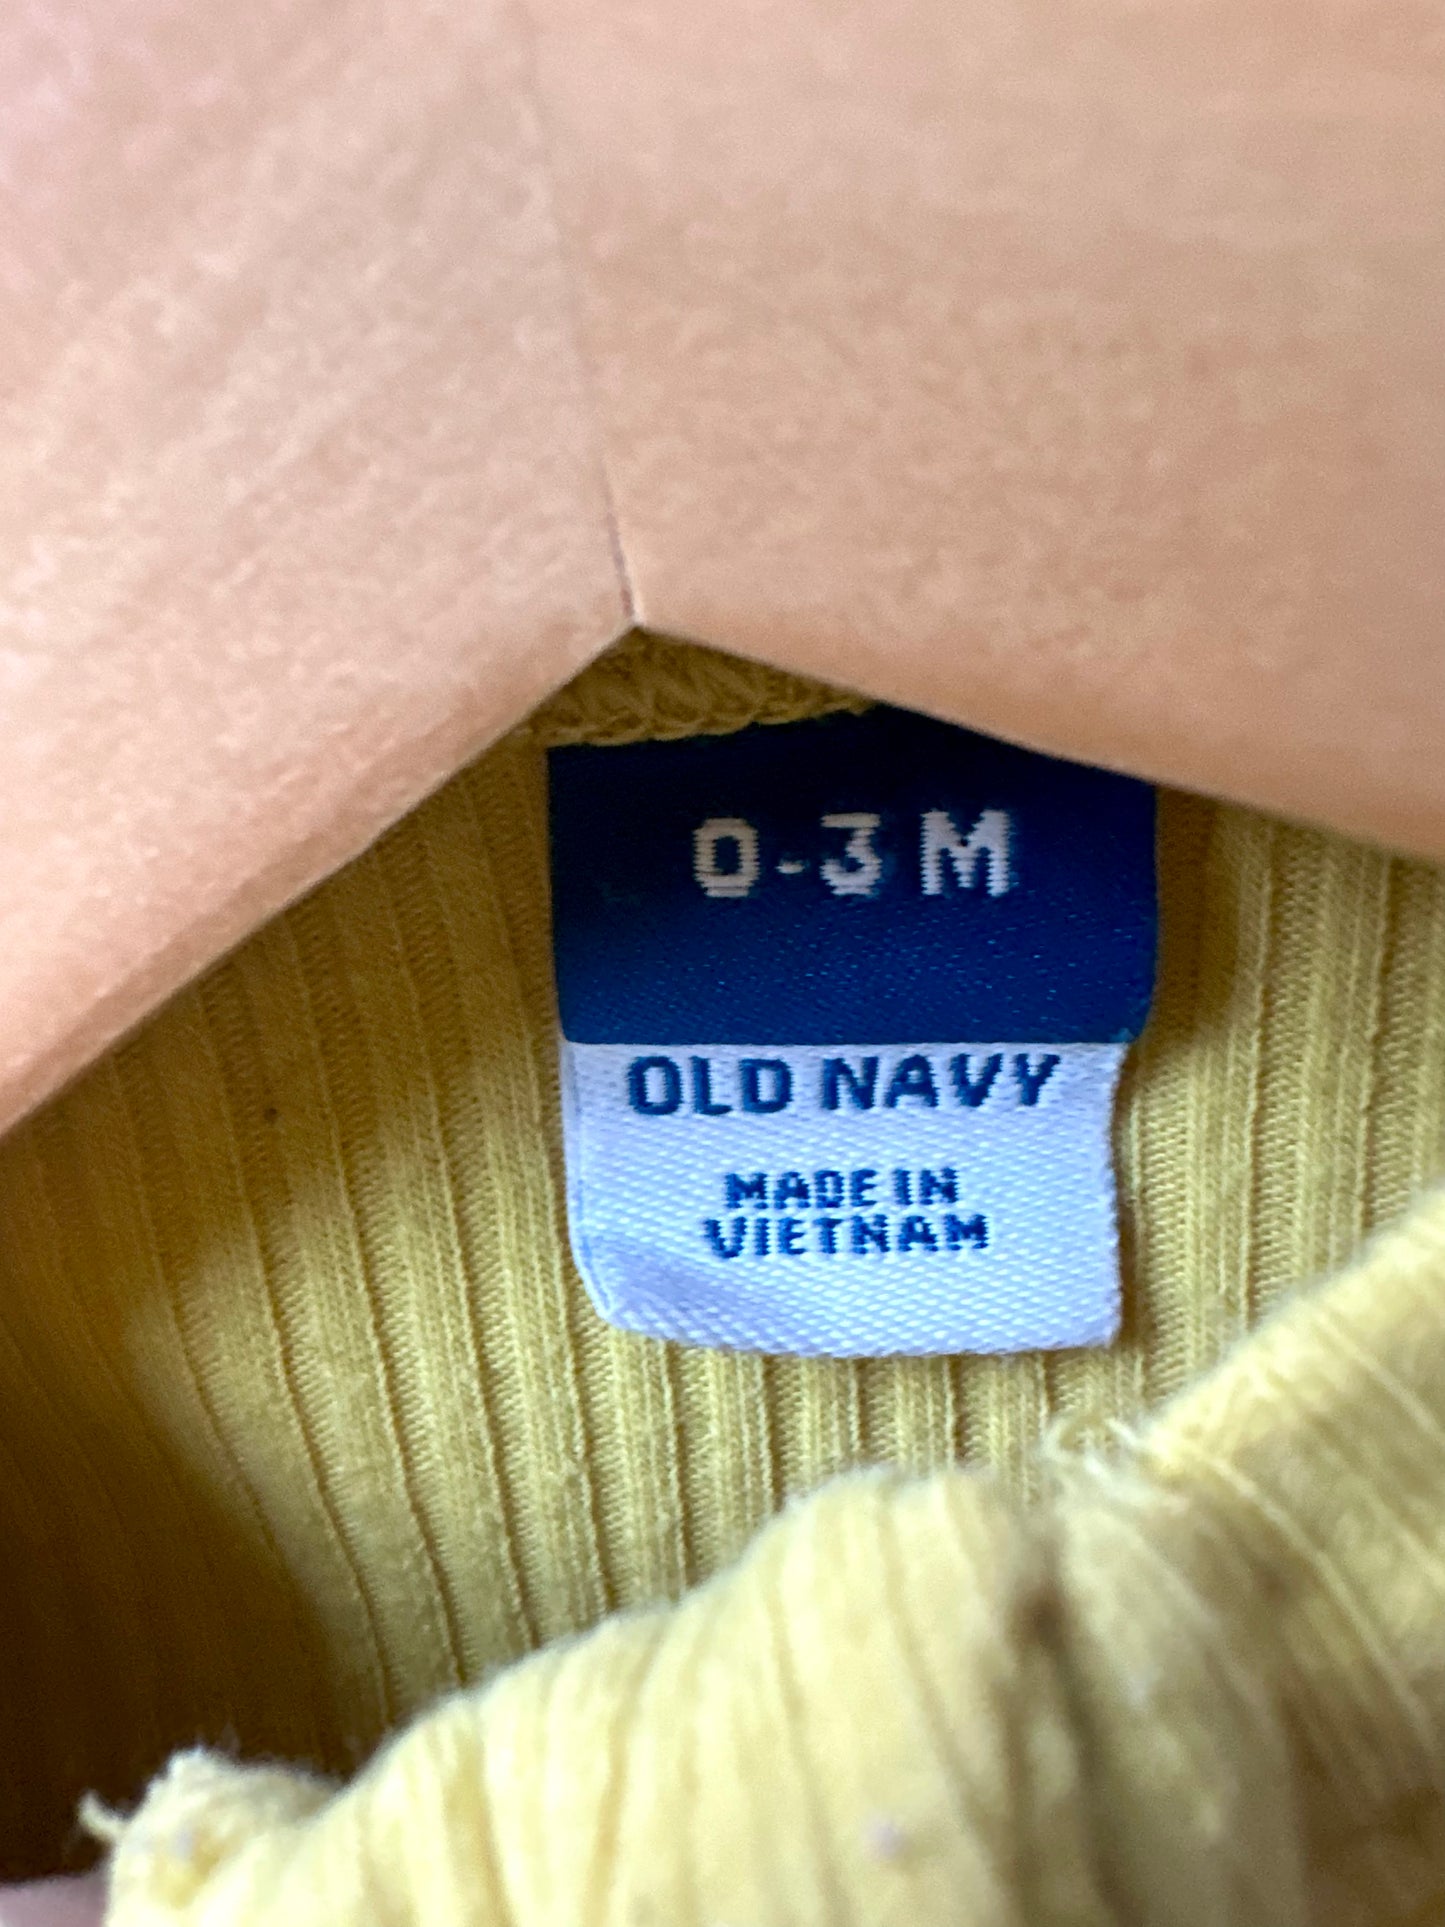 0-3 M
OLD NAVY
MADE IN
VIETNAM